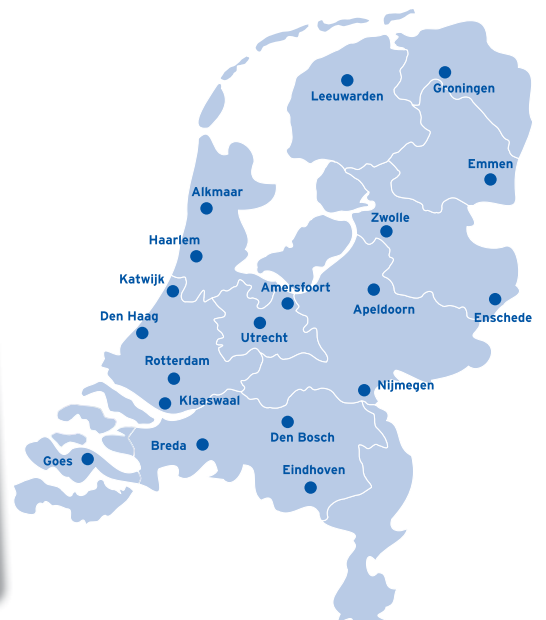 Groningen
Leeuwarden
Emmen
Alkmaar
Zwolle
Haarlem
Katwijk
Amersfoort
Apeldoorn
Den Haag
Enschede
Utrecht
Rotterdam
Nijmegen
Klaaswaal
Den Bosch
Breda
Goes
Eindhoven